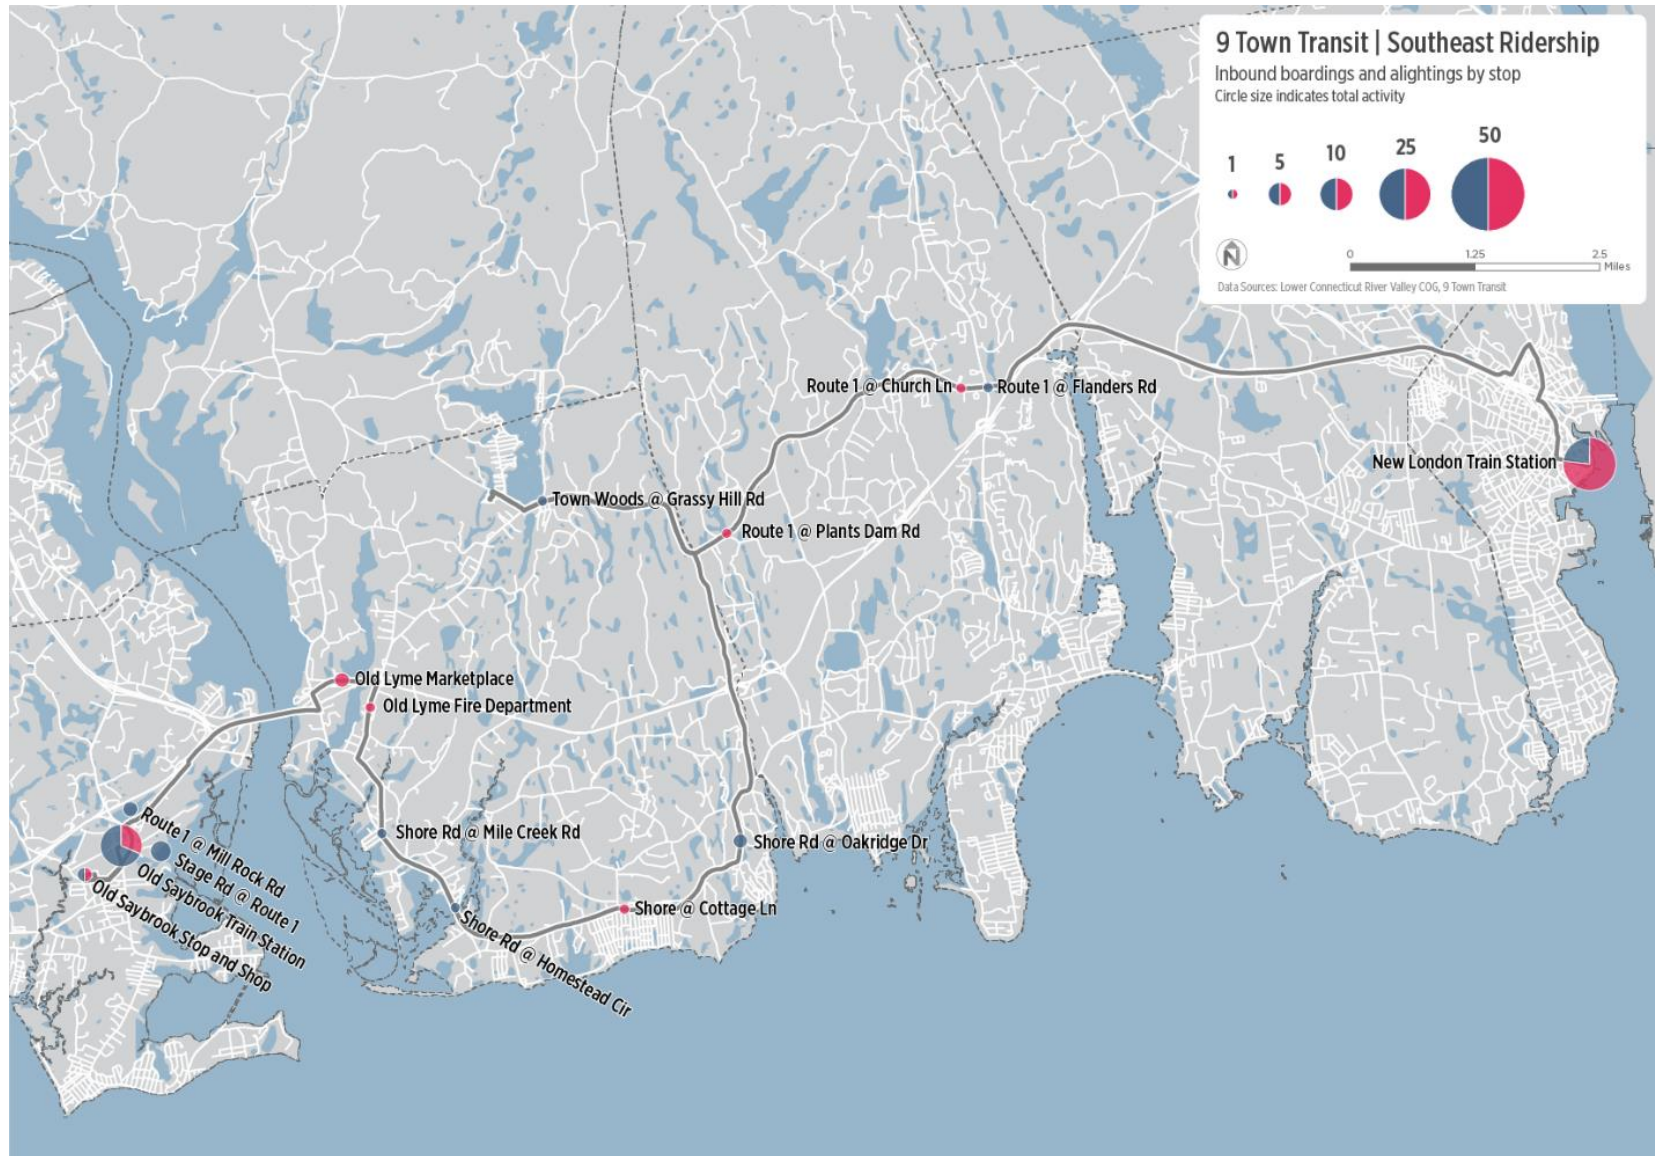 9 Town Transit | Southeast Ridership
Inbound boardings and alightings by stop
Circle size indicates total activity
1
5
10
25
50
N
0
1.25
2.5
Miles
Data Sources: Lower Connecticut River Valley COG, 9 Town Transit
Route 1 @ Church Ln
Route 1 @ Flanders Rd
New London Train Station
Town Woods @ Grassy Hill Rd
Route 1 @ Plants Dam Rd
Old Lyme Marketplace
Old Lyme Fire Department
Route 1 @ Mill Rock Rd
Stage Rd @ Route 1
Old Saybrook Train Station
Old Saybrook Stop and Shop
Shore Rd @ Mile Creek Rd
Shore Rd @ Oakridge Dr
Shore @ Cottage Ln
Shore Rd @ Homestead Cir